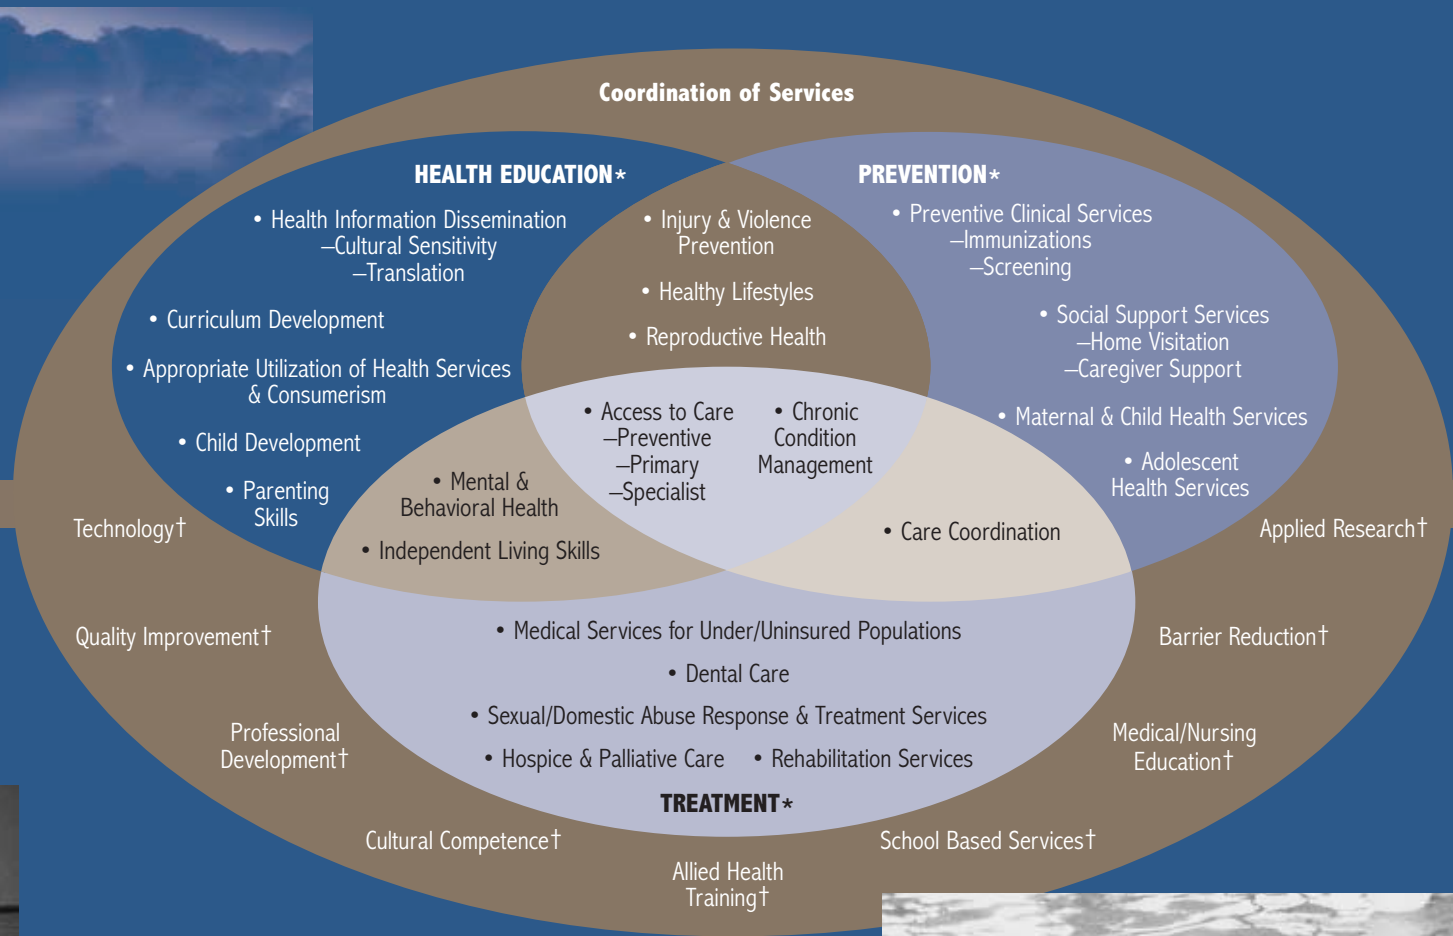 Coordination of Services
HEALTH EDUCATION*
• Health Information Dissemination
–Cultural Sensitivity
–Translation
• Curriculum Development
• Appropriate Utilization of Health Services
& Consumerism
• Child Development
• Parenting
Skills
• Injury & Violence
Prevention
• Healthy Lifestyles
• Reproductive Health
PREVENTION*
• Preventive Clinical Services
–Immunizations
–Screening
• Social Support Services
–Home Visitation
–Caregiver Support
• Maternal & Child Health Services
• Adolescent
Health Services
• Access to Care
–Preventive
–Primary
–Specialist
• Chronic
Condition
Management
• Mental &
Behavioral Health
• Independent Living Skills
• Care Coordination
• Medical Services for Under/Uninsured Populations
• Dental Care
• Sexual/Domestic Abuse Response & Treatment Services
• Hospice & Palliative Care • Rehabilitation Services
TREATMENT*
Technology†
Quality Improvement†
Professional
Development†
Cultural Competence†
Allied Health
Training†
School Based Services†
Medical/Nursing
Education†
Barrier Reduction†
Applied Research†